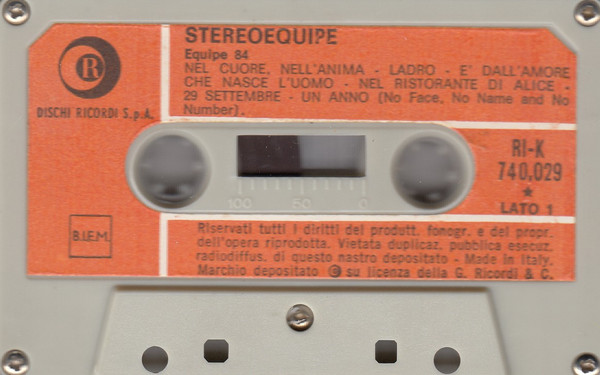 STEREOEQUIPE
Equipe 84
NEL CUORE, NELL'ANIMA - LADRO - E' DALL'AMORE
CHE NASCE L'UOMO - NEL RISTORANTE DI ALICE -
29 SETTEMBRE - UN ANNO (No Face, No Name and No
Number).
R
DISCHI RICORDI S.p.A.
RI-K
740.029
★
LATO 1
100 50 0
B.I.E.M.
Riservati tutti i diritti del produtt. fonogr. e del propr.
dell'opera riprodotta. Vietata duplicaz. pubblica esecuz.
radiodiffus. di questo nastro depositato - Made in Italy.
Marchio depositato © su licenza della G. Ricordi & C.